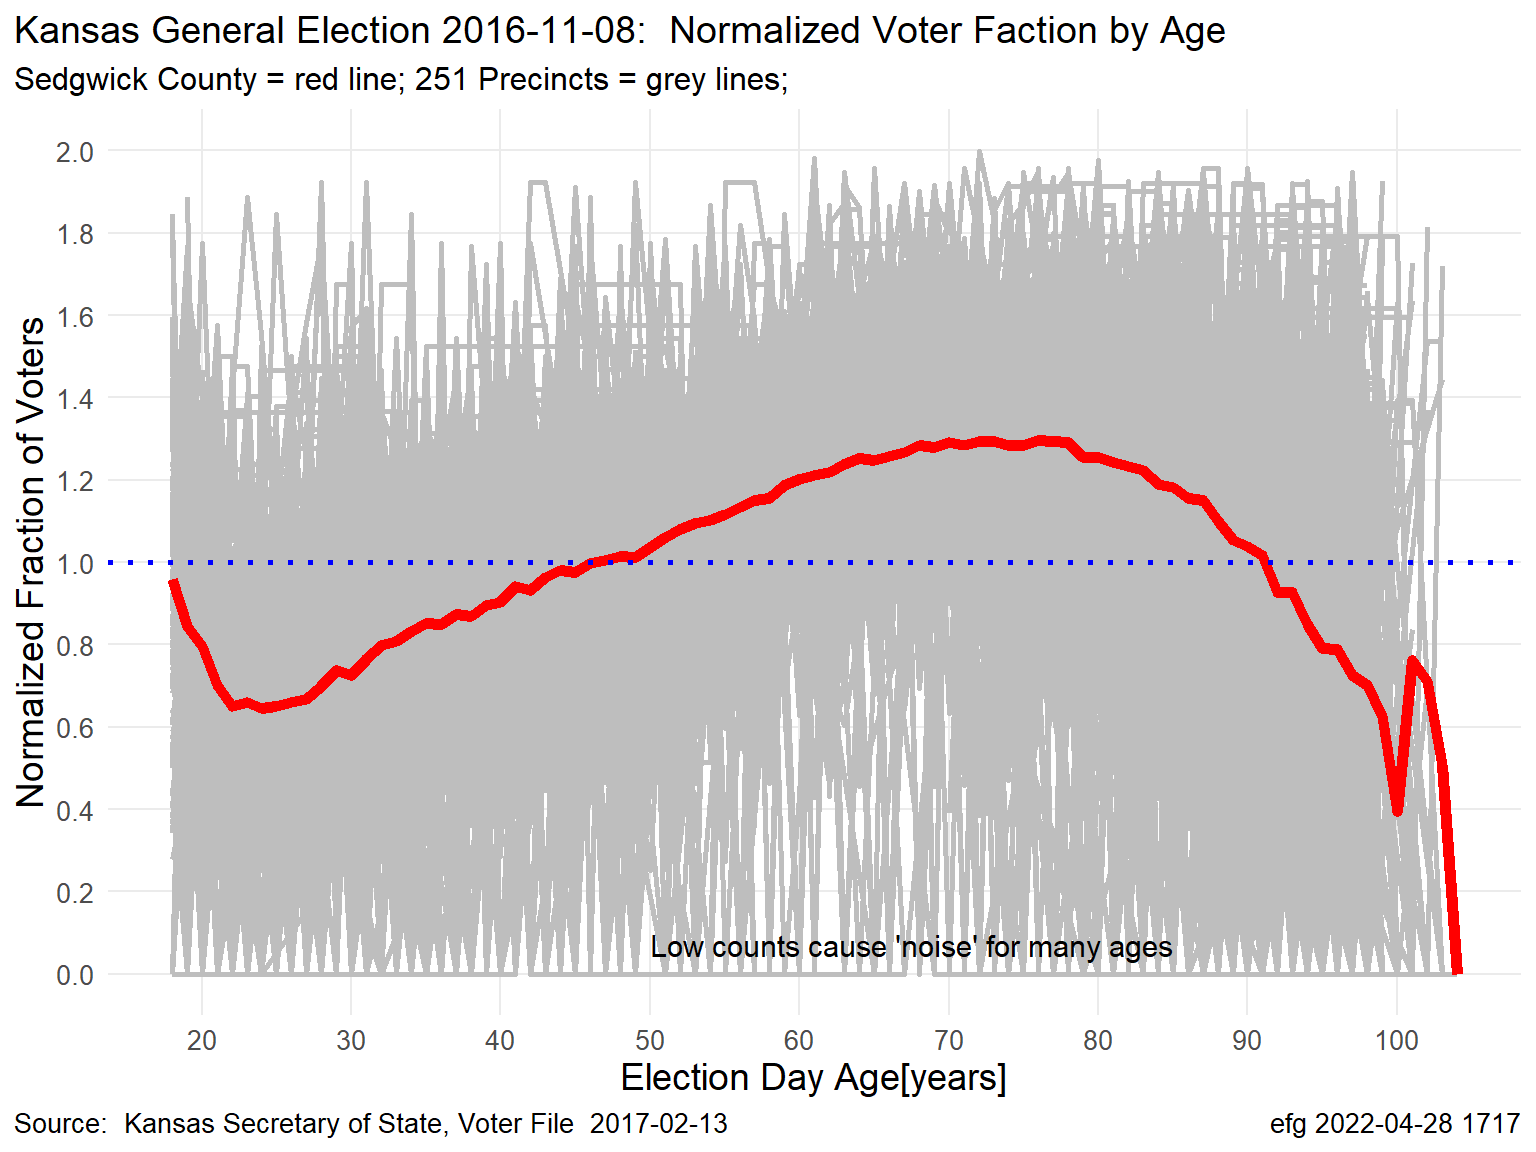 Kansas General Election 2016-11-08:  Normalized Voter Faction by Age
Sedgwick County = red line; 251 Precincts = grey lines;
Normalized Fraction of Voters
2.0
1.8
1.6
1.4
1.2
1.0
0.8
0.6
0.4
0.2
0.0
Low counts cause 'noise' for many ages
20 30 40 50 60 70 80 90 100
Election Day Age[years]
Source:  Kansas Secretary of State, Voter File  2017-02-13
efg 2022-04-28 1717